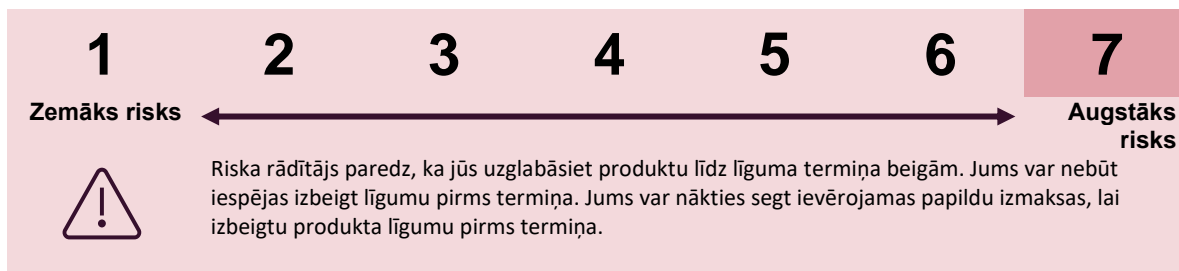 1 2 3 4 5 6 7
Zemāks risks
Augstāks
risks
Riska rādītājs paredz, ka jūs uzglabāsiet produktu līdz līguma termiņa beigām. Jums var nebūt
iespējas izbeigt līgumu pirms termiņa. Jums var nākties segt ievērojamas papildu izmaksas, lai
izbeigtu produkta līgumu pirms termiņa.